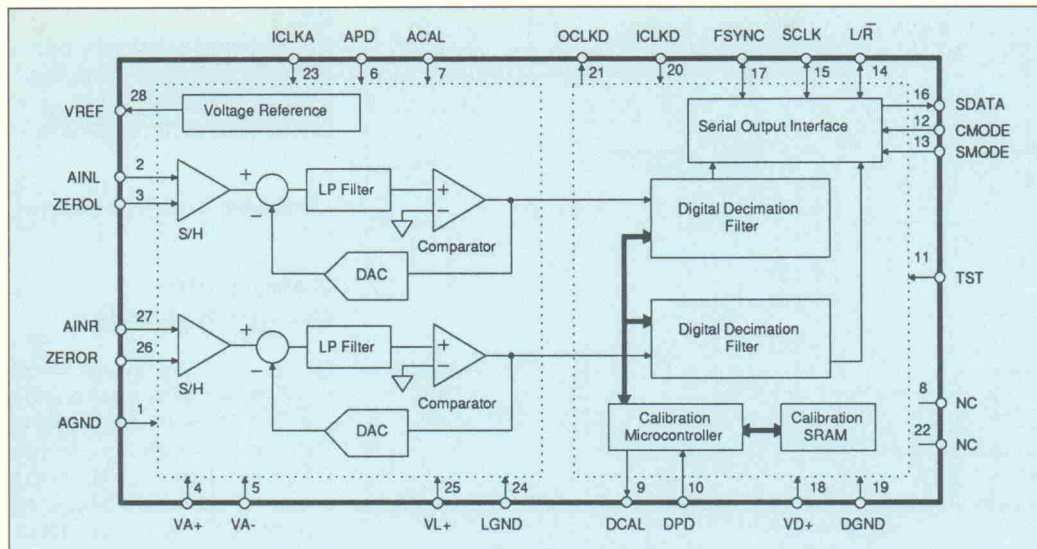 ICLKA APD ACAL OCLKD ICLKD FSYNC SCLK L/R̅
23 6 7 21 20 17 15 14
VREF 28 Voltage Reference
Serial Output Interface
16 SDATA
12 CMODE
13 SMODE
AINL 2
ZEROL 3
S/H
+
−
LP Filter
+
−
Comparator
DAC
Digital Decimation
Filter
11
TST
AINR 27
ZEROR 26
S/H
+
−
LP Filter
+
−
Comparator
DAC
Digital Decimation
Filter
AGND 1
Calibration
Microcontroller
Calibration
SRAM
8 NC
22 NC
4 5 25 24 9 10 18 19
VA+ VA- VL+ LGND DCAL DPD VD+ DGND